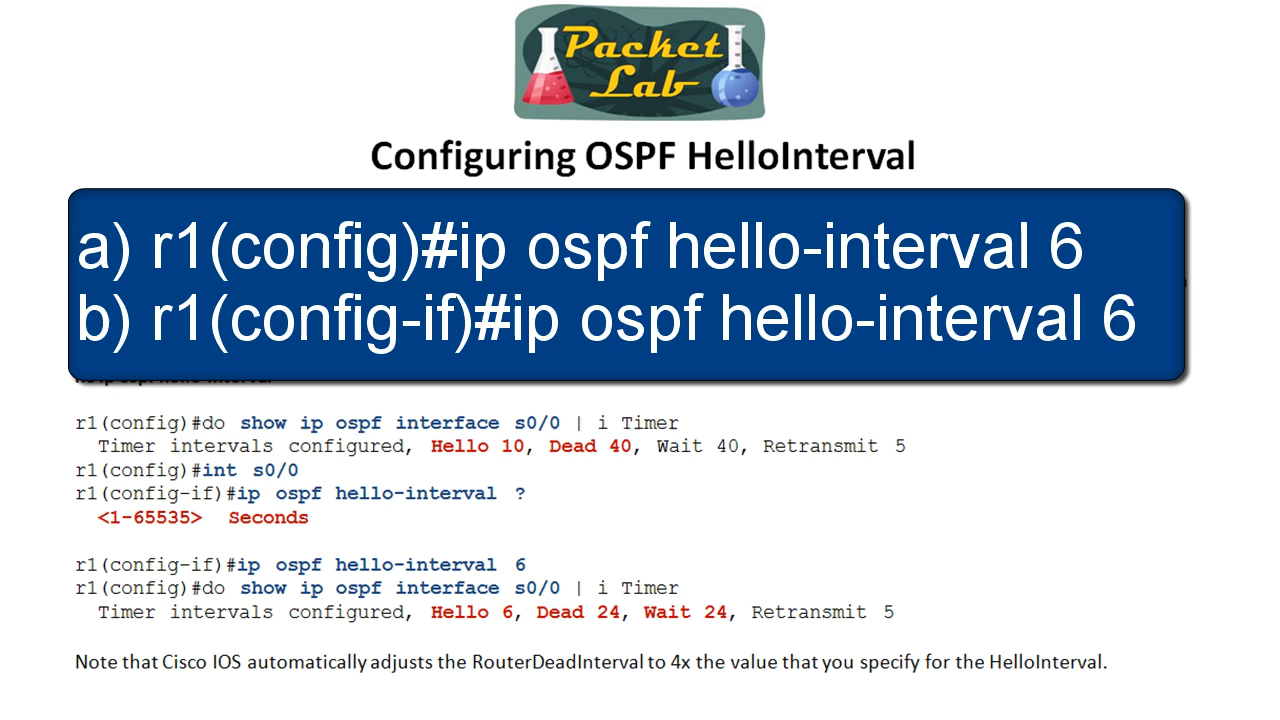 Packet
Lab
Configuring OSPF HelloInterval
a) r1(config)#ip ospf hello-interval 6
b) r1(config-if)#ip ospf hello-interval 6
r1(config)#do show ip ospf interface s0/0 | i Timer
Timer intervals configured, Hello 10, Dead 40, Wait 40, Retransmit 5
r1(config)#int s0/0
r1(config-if)#ip ospf hello-interval ?
<1-65535> Seconds
r1(config-if)#ip ospf hello-interval 6
r1(config)#do show ip ospf interface s0/0 | i Timer
Timer intervals configured, Hello 6, Dead 24, Wait 24, Retransmit 5
Note that Cisco IOS automatically adjusts the RouterDeadInterval to 4x the value that you specify for the HelloInterval.